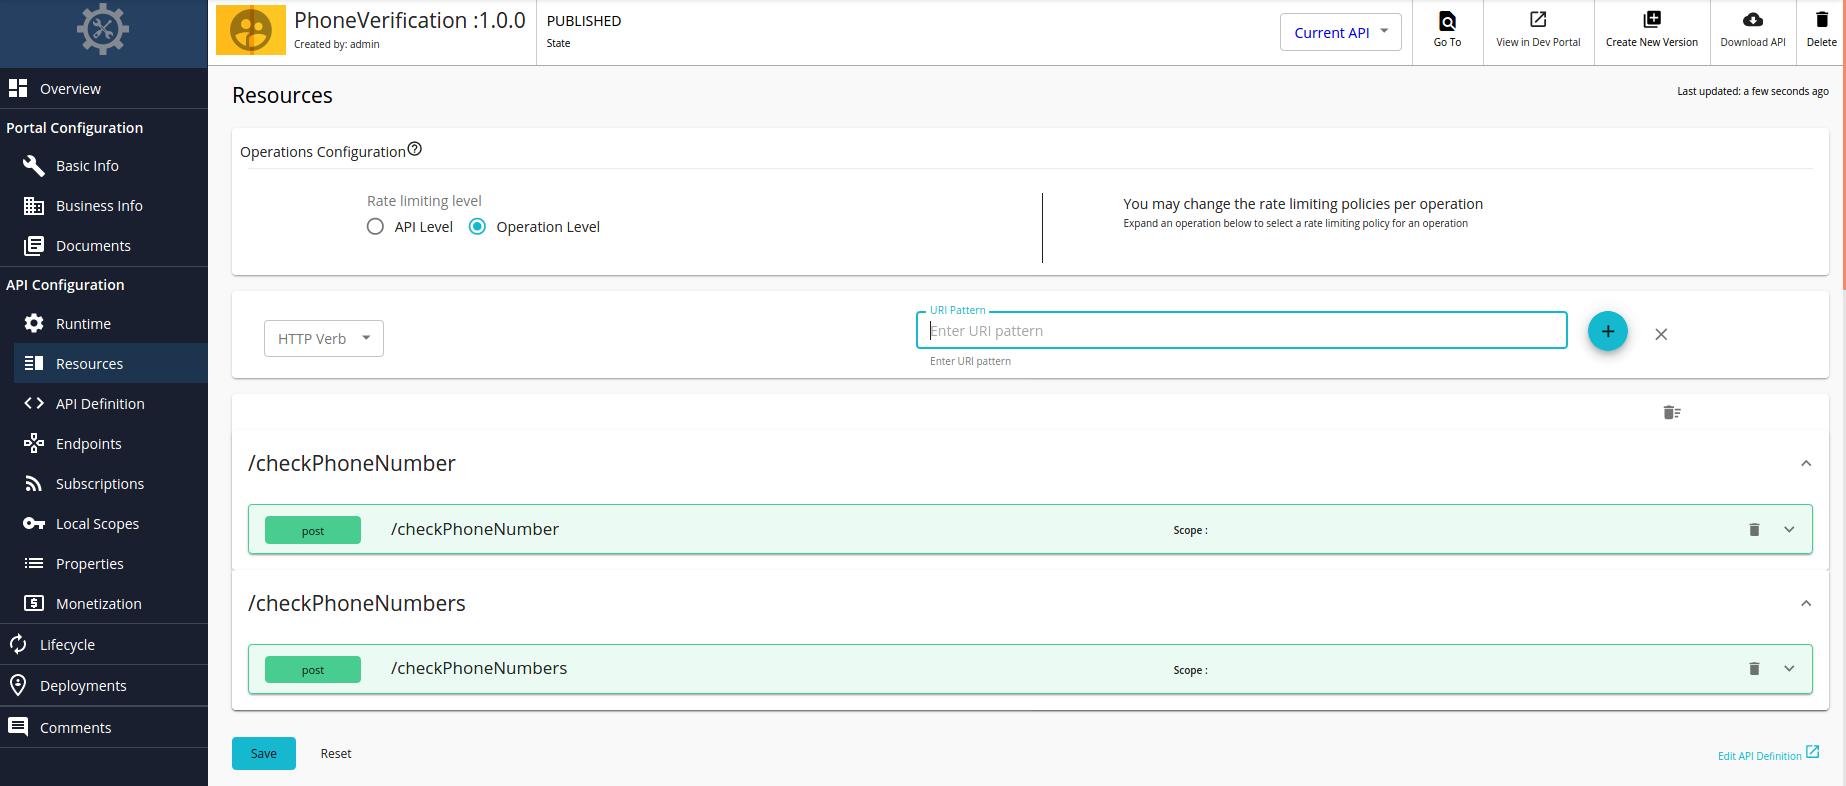 PhoneVerification :1.0.0
Created by: admin
PUBLISHED
State
Current API
Go To
View in Dev Portal
Create New Version
Download API
Delete
Overview
Portal Configuration
Basic Info
Business Info
Documents
API Configuration
Runtime
Resources
API Definition
Endpoints
Subscriptions
Local Scopes
Properties
Monetization
Lifecycle
Deployments
Comments
Resources
Last updated: a few seconds ago
Operations Configuration
Rate limiting level
API Level
Operation Level
You may change the rate limiting policies per operation
Expand an operation below to select a rate limiting policy for an operation
HTTP Verb
URI Pattern
Enter URI pattern
Enter URI pattern
/checkPhoneNumber
post /checkPhoneNumber Scope :
/checkPhoneNumbers
post /checkPhoneNumbers Scope :
Save
Reset
Edit API Definition